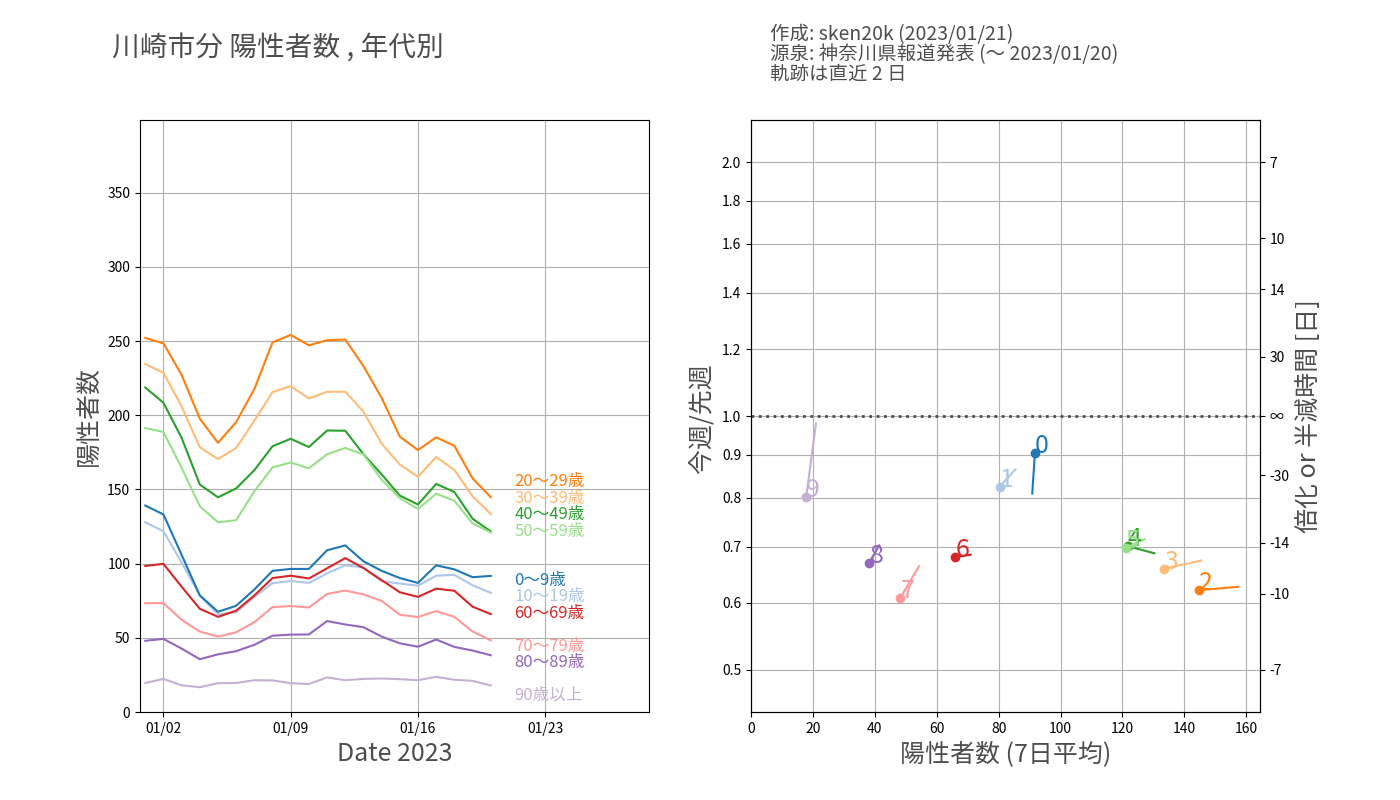 川崎市分 陽性者数 , 年代別
作成: sken20k (2023/01/21)
源泉: 神奈川県報道発表 (〜 2023/01/20)
軌跡は直近 2 日
陽性者数
350
300
250
200
150
100
50
0
20〜29歳
30〜39歳
40〜49歳
50〜59歳
0〜9歳
10〜19歳
60〜69歳
70〜79歳
80〜89歳
90歳以上
01/02
01/09
01/16
01/23
Date 2023
今週/先週
2.0
1.8
1.6
1.4
1.2
1.0
0.9
0.8
0.7
0.6
0.5
0
1
9
4
5
8
6
3
7
2
7
10
14
30
∞
-30
-14
-10
-7
倍化 or 半減時間 [日]
0
20
40
60
80
100
120
140
160
陽性者数 (7日平均)